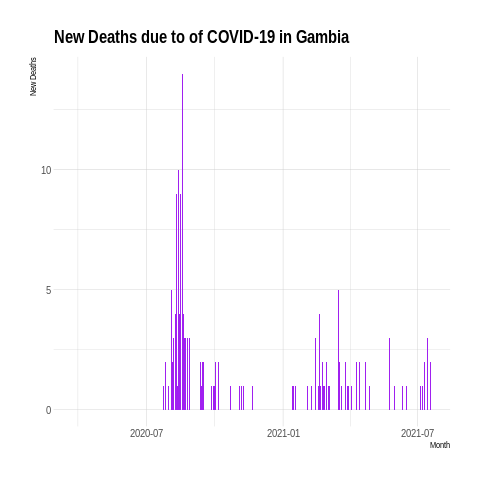 New Deaths due to of COVID-19 in Gambia
New Deaths
10
5
0
2020-07 2021-01 2021-07
Month